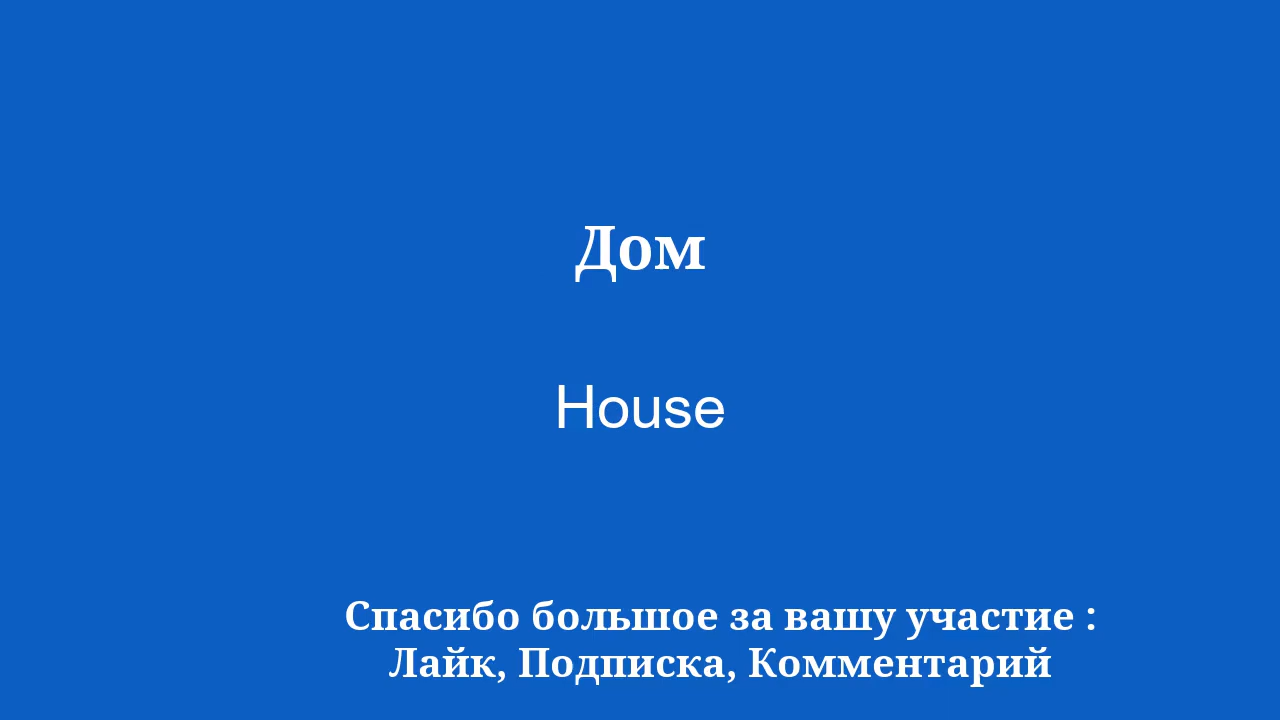 Дом
House
Спасибо большое за вашу участие :
Лайк, Подписка, Комментарий